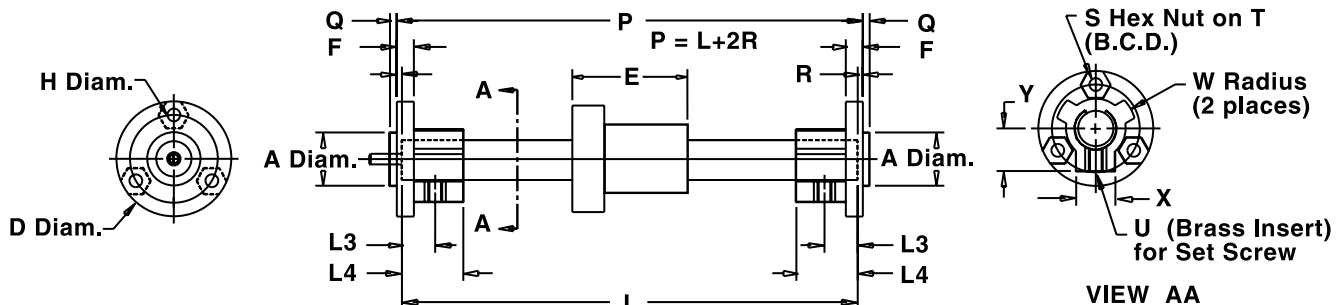 Q
P
Q
S Hex Nut on T
(B.C.D.)
F
P = L+2R
F
H Diam.
E
R
Y
W Radius
(2 places)
A
A Diam.
A Diam.
X
D Diam.
A
U (Brass Insert)
for Set Screw
L3
L3
L4
L4
L
VIEW AA